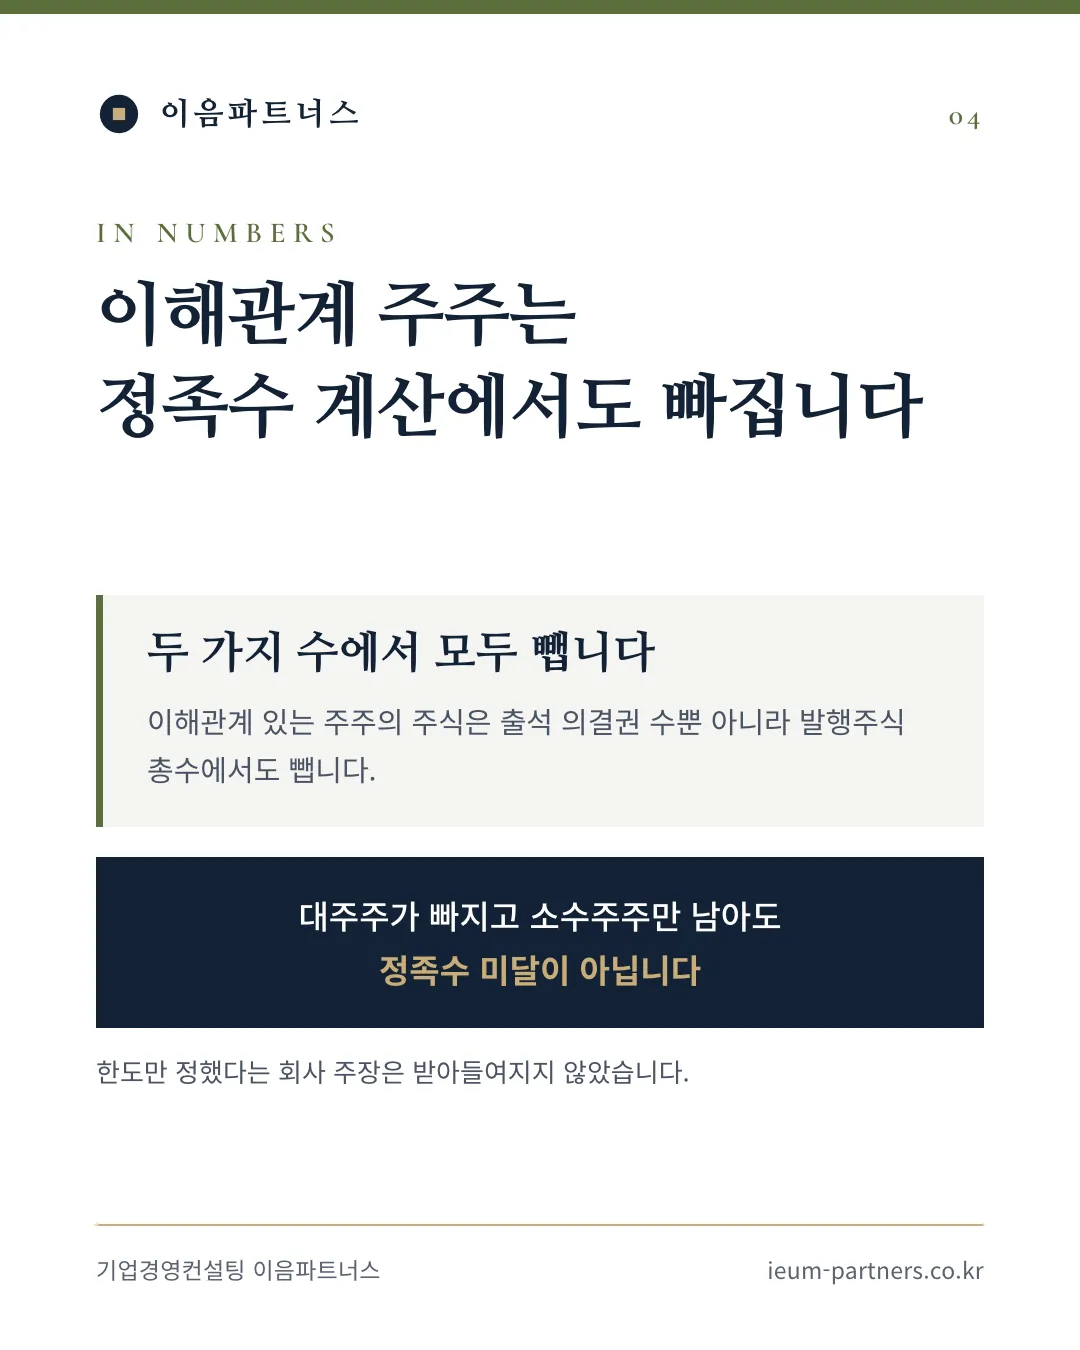 이음파트너스
04
IN NUMBERS
이해관계 주주는
정족수 계산에서도 빠집니다
두 가지 수에서 모두 뺍니다
이해관계 있는 주주의 주식은 출석 의결권 수뿐 아니라 발행주식
총수에서도 뺍니다.
대주주가 빠지고 소수주주만 남아도
정족수 미달이 아닙니다
한도만 정했다는 회사 주장은 받아들여지지 않았습니다.
기업경영컨설팅 이음파트너스
ieum-partners.co.kr